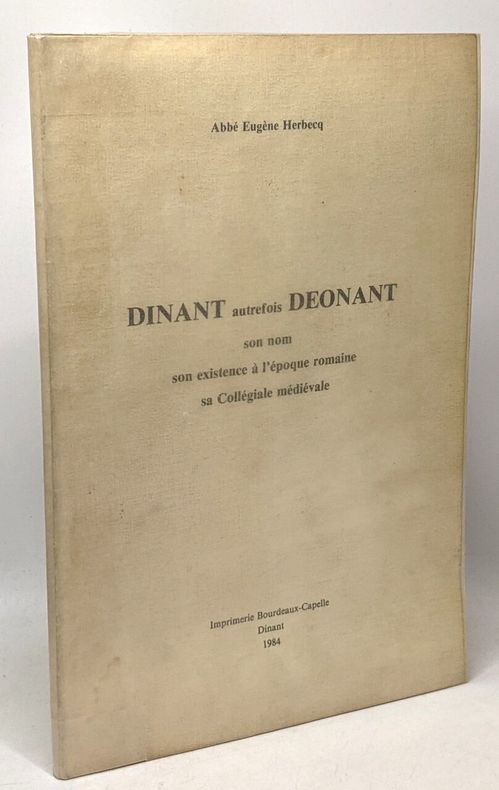 Abbé Eugène Herbecq
DINANT autrefois DEONANT
son nom
son existence à l'époque romaine
sa Collégiale médiévale
Imprimerie Bourdeaux-Capelle
Dinant
1984